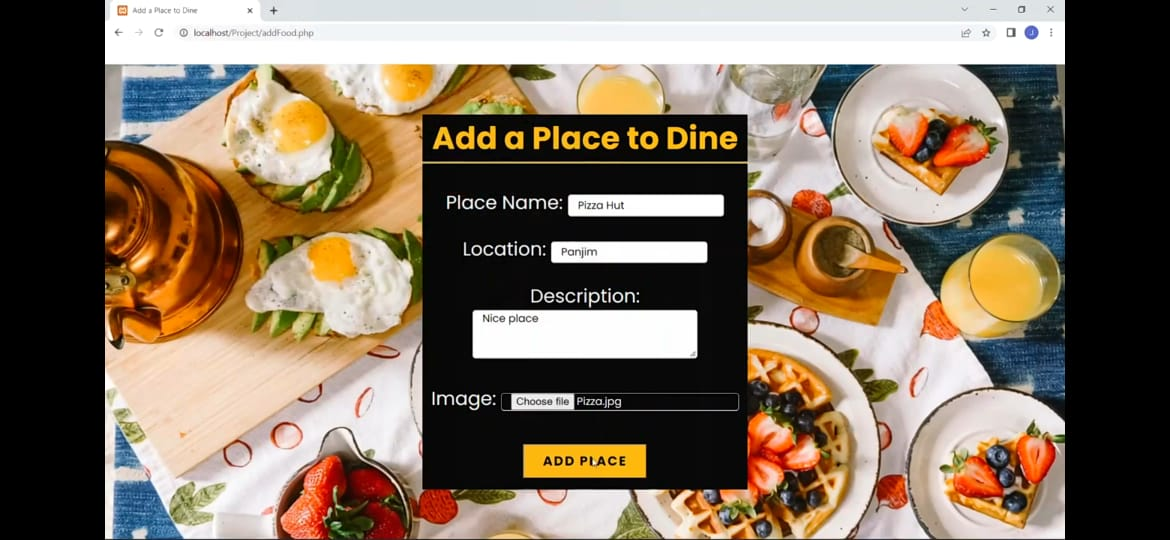 Add a Place to Dine
localhost/Project/addFood.php
J
Add a Place to Dine
Place Name: Pizza Hut
Location: Panjim
Description:
Nice place
Image: Choose file Pizza.jpg
ADD PLACE